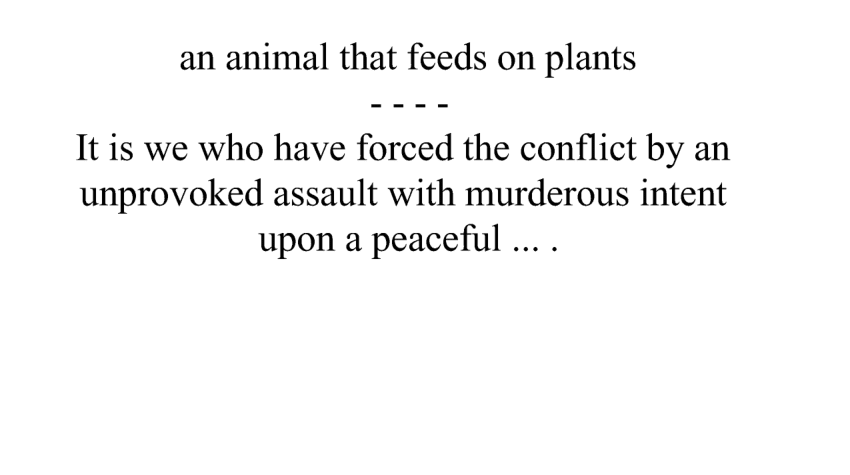 an animal that feeds on plants
- - - -
It is we who have forced the conflict by an
unprovoked assault with murderous intent
upon a peaceful ... .